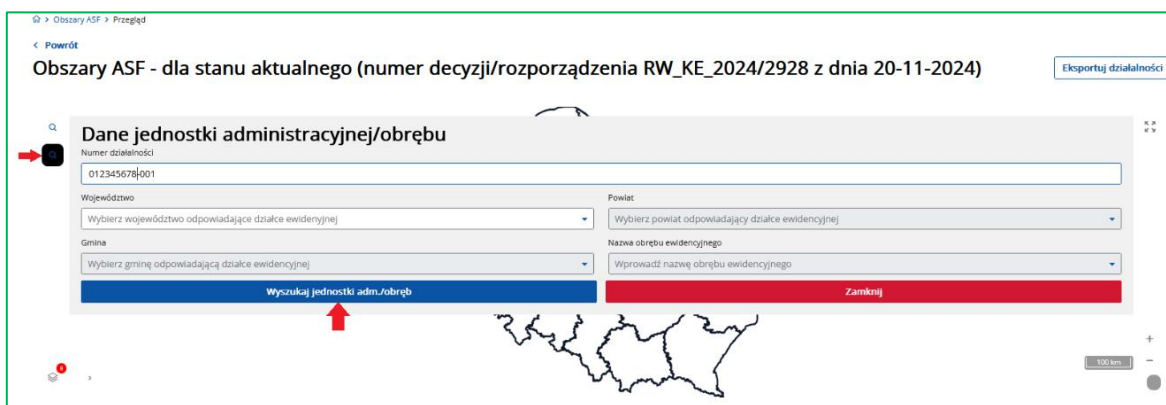 Obszary ASF > Przegląd
< Powrót
Obszary ASF - dla stanu aktualnego (numer decyzji/rozporządzenia RW_KE_2024/2928 z dnia 20-11-2024)
Eksportuj działalności
Dane jednostki administracyjnej/obrębu
Numer działalności
012345678-001
Województwo
Powiat
Wybierz województwo odpowiadające działce ewidenyjnej
Wybierz powiat odpowiadający działce ewidencyjnej
Gmina
Nazwa obrębu ewidencyjnego
Wybierz gminę odpowiadającą działce ewidencyjnej
Wprowadź nazwę obrębu ewidencyjnego
Wyszukaj jednostki adm./obręb
Zamknij
100 km